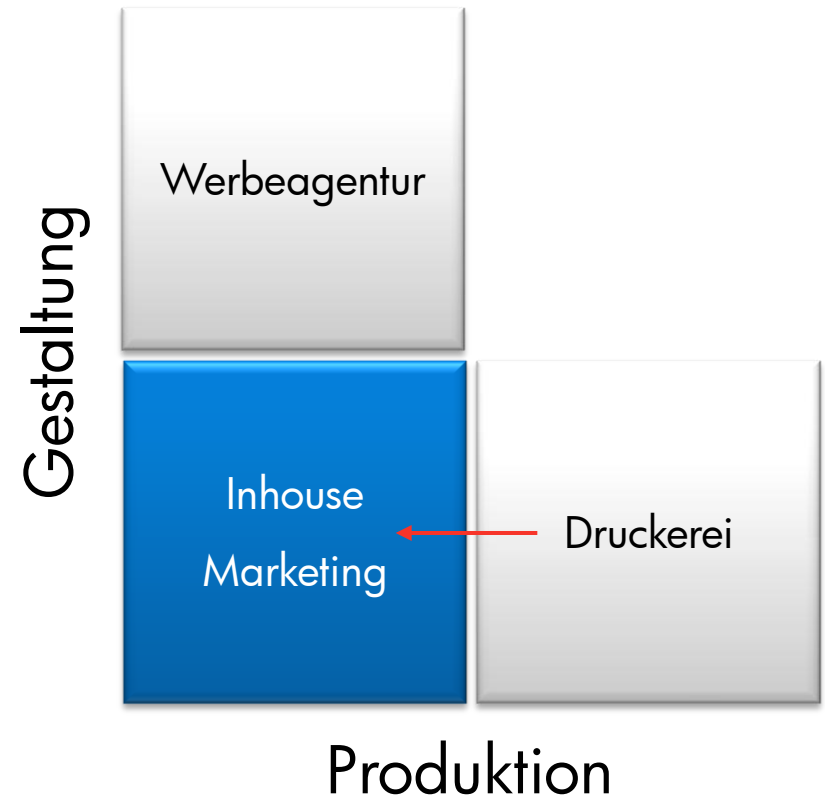 Werbeagentur
Gestaltung
Inhouse
Marketing
Druckerei
Produktion